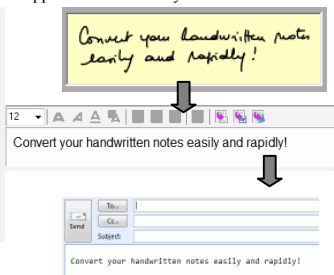 Convert your handwritten notes
easily and rapidly!
12
Convert your handwritten notes easily and rapidly!
To...
Cc...
Send
Subject:
Convert your handwritten notes easily and rapidly!